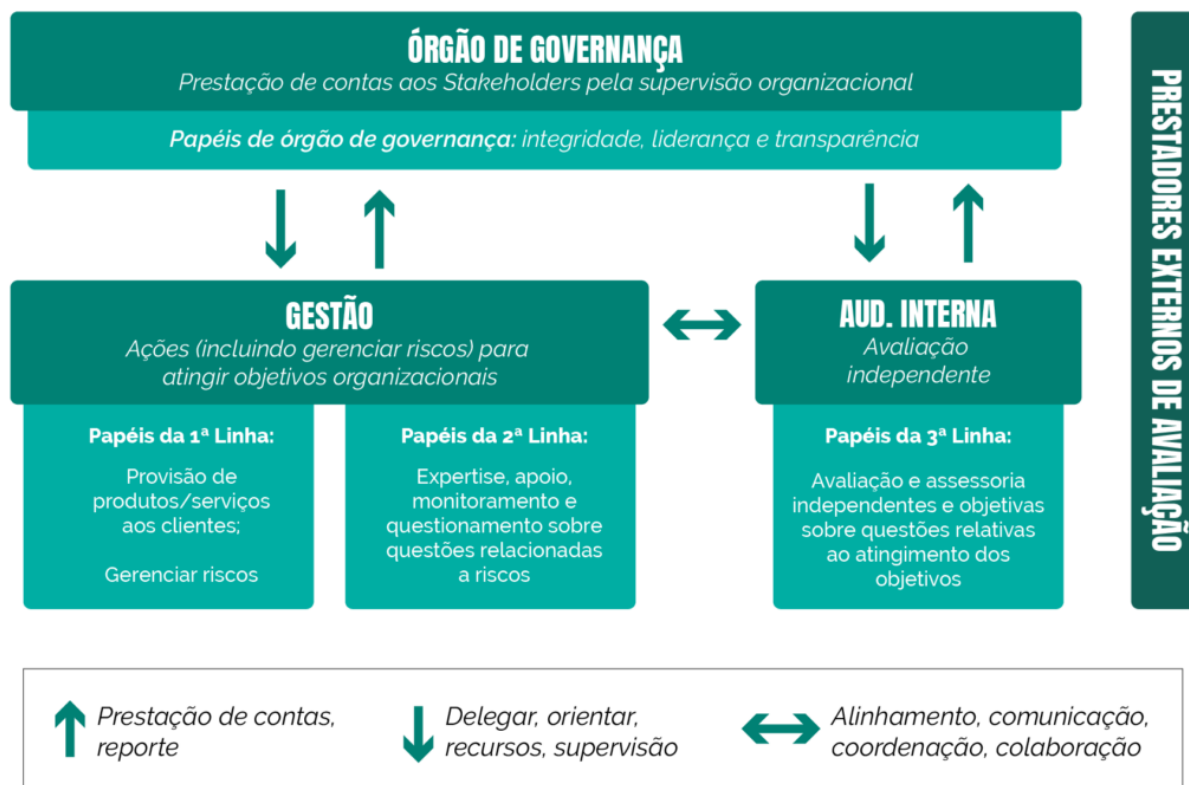 ÓRGÃO DE GOVERNANÇA
Prestação de contas aos Stakeholders pela supervisão organizacional
Papéis de órgão de governança: integridade, liderança e transparência
GESTÃO
Ações (incluindo gerenciar riscos) para
atingir objetivos organizacionais
Papéis da 1ª Linha:
Provisão de
produtos/serviços
aos clientes;
Gerenciar riscos
Papéis da 2ª Linha:
Expertise, apoio,
monitoramento e
questionamento sobre
questões relacionadas
a riscos
AUD. INTERNA
Avaliação
independente
Papéis da 3ª Linha:
Avaliação e assessoria
independentes e objetivas
sobre questões relativas
ao atingimento dos
objetivos
PRESTADORES EXTERNOS DE AVALIAÇÃO
Prestação de contas,
reporte
Delegar, orientar,
recursos, supervisão
Alinhamento, comunicação,
coordenação, colaboração